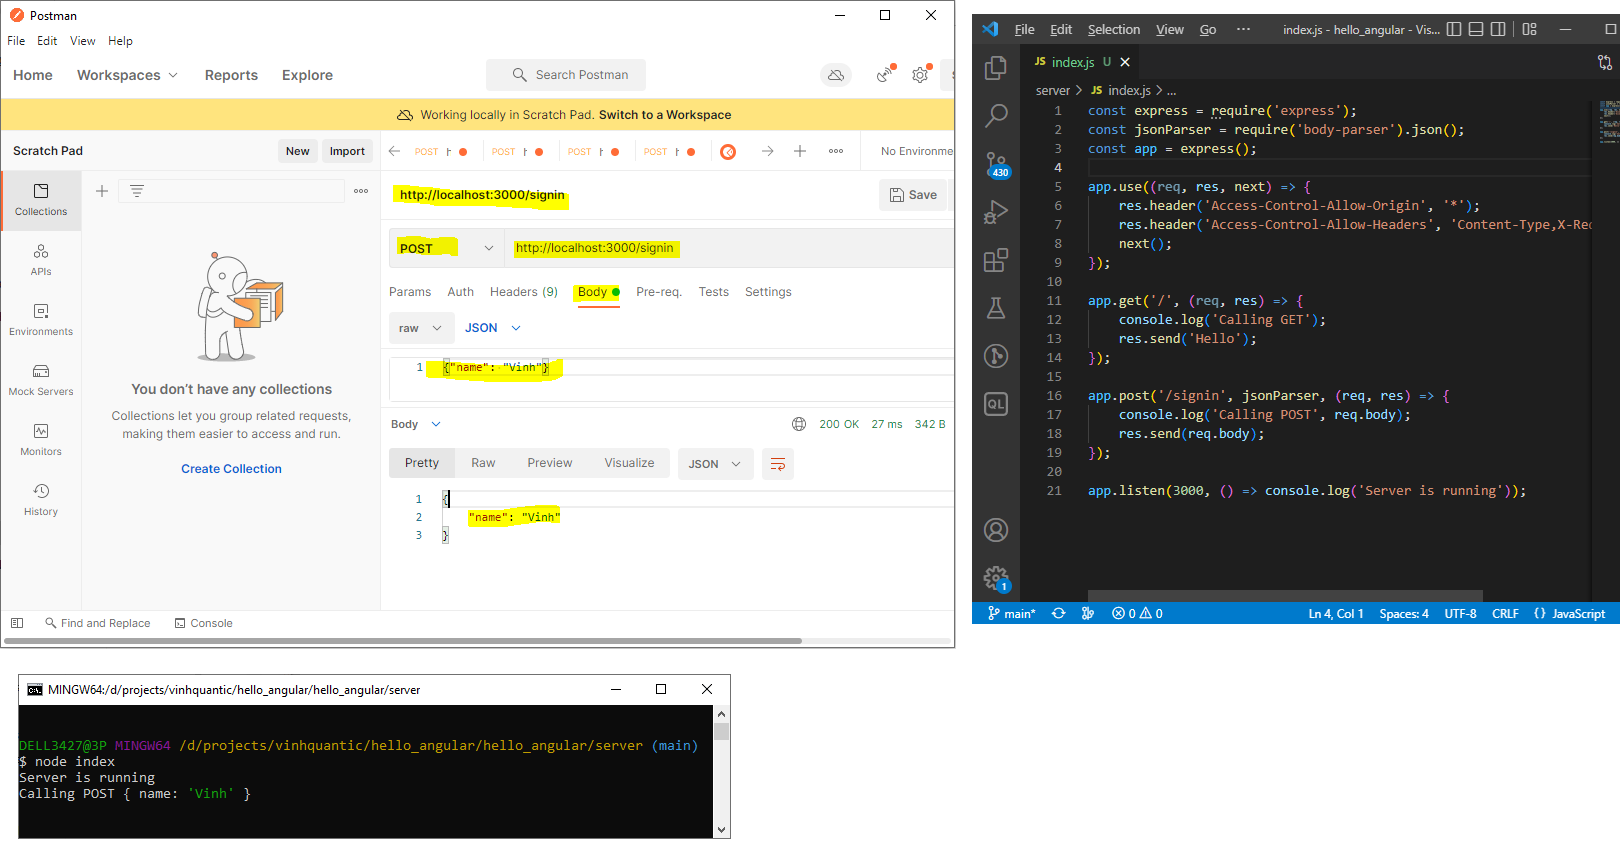 Postman
File Edit View Help
Home Workspaces Reports Explore Search Postman
Working locally in Scratch Pad. Switch to a Workspace
Scratch Pad New Import
POST POST POST POST No Environme
Collections
APIs
Environments
Mock Servers
Monitors
History
You don't have any collections
Collections let you group related requests,
making them easier to access and run.
Create Collection
http://localhost:3000/signin Save
POST http://localhost:3000/signin
Params Auth Headers (9) Body Pre-req. Tests Settings
raw JSON
1 {"name": "Vinh"}
Body 200 OK 27 ms 342 B
Pretty Raw Preview Visualize JSON
1 {
2 "name": "Vinh"
3 }
Find and Replace Console
File Edit Selection View Go ··· index.js - hello_angular - Vis...
JS index.js U
server > JS index.js > ...
430
QL
1
1 const express = require('express');
2 const jsonParser = require('body-parser').json();
3 const app = express();
4
5 app.use((req, res, next) => {
6 res.header('Access-Control-Allow-Origin', '*');
7 res.header('Access-Control-Allow-Headers', 'Content-Type,X-Rec
8 next();
9 });
10
11 app.get('/', (req, res) => {
12 console.log('Calling GET');
13 res.send('Hello');
14 });
15
16 app.post('/signin', jsonParser, (req, res) => {
17 console.log('Calling POST', req.body);
18 res.send(req.body);
19 });
20
21 app.listen(3000, () => console.log('Server is running'));
main* 0 0 Ln 4, Col 1 Spaces: 4 UTF-8 CRLF {} JavaScript
MINGW64:/d/projects/vinhquantic/hello_angular/hello_angular/server
DELL3427@3P MINGW64 /d/projects/vinhquantic/hello_angular/hello_angular/server (main)
$ node index
Server is running
Calling POST { name: 'Vinh' }